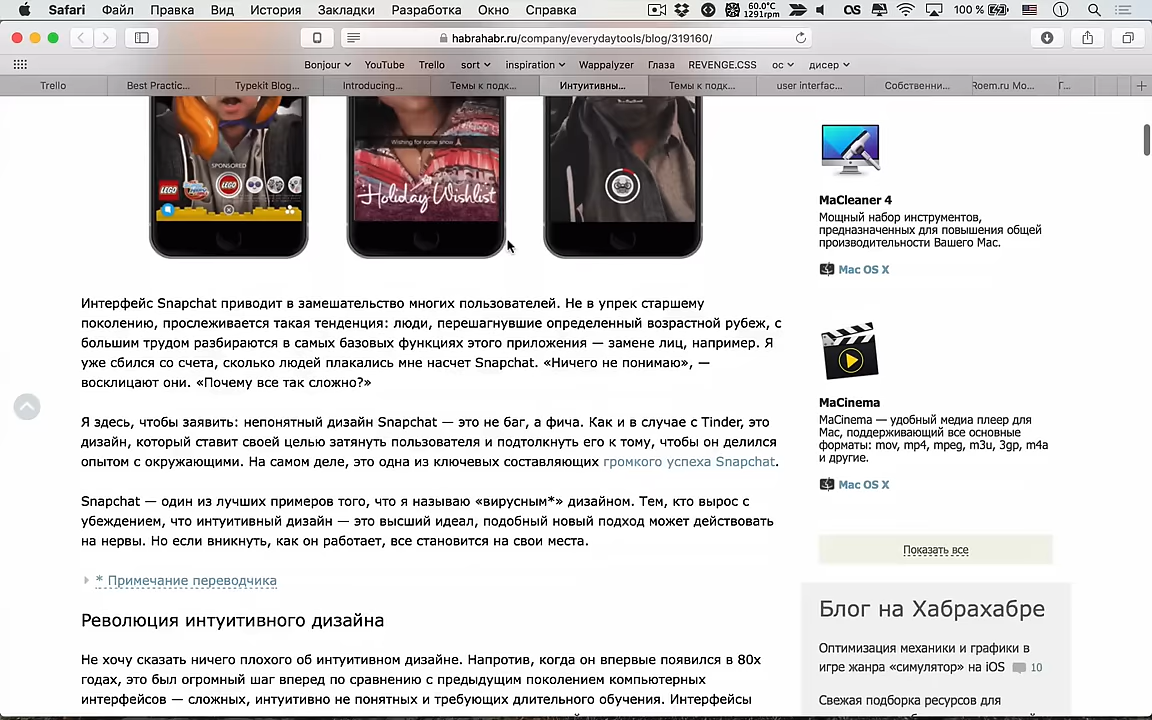 Safari Файл Правка Вид История Закладки Разработка Окно Справка 60.0°C 1291rpm 100 %
habrahabr.ru/company/everydaytools/blog/319160/
Bonjour YouTube Trello sort inspiration Wappalyzer Глаза REVENGE.CSS ос дисер
Trello Best Practic... Typekit Blog... Introducing... Темы к подк... Интуитивны... Темы к подк... user interfac... Собственни... Roem.ru Мо... Г...
SPONSORED
LEGO LEGO
Wishing for some snow
Holiday Wishlist
Интерфейс Snapchat приводит в замешательство многих пользователей. Не в упрек старшему
поколению, прослеживается такая тенденция: люди, перешагнувшие определенный возрастной рубеж, с
большим трудом разбираются в самых базовых функциях этого приложения — замене лиц, например. Я
уже сбился со счета, сколько людей плакались мне насчет Snapchat. «Ничего не понимаю», —
восклицают они. «Почему все так сложно?»
Я здесь, чтобы заявить: непонятный дизайн Snapchat — это не баг, а фича. Как и в случае с Tinder, это
дизайн, который ставит своей целью затянуть пользователя и подтолкнуть его к тому, чтобы он делился
опытом с окружающими. На самом деле, это одна из ключевых составляющих громкого успеха Snapchat.
Snapchat — один из лучших примеров того, что я называю «вирусным*» дизайном. Тем, кто вырос с
убеждением, что интуитивный дизайн — это высший идеал, подобный новый подход может действовать
на нервы. Но если вникнуть, как он работает, все становится на свои места.
* Примечание переводчика
Революция интуитивного дизайна
Не хочу сказать ничего плохого об интуитивном дизайне. Напротив, когда он впервые появился в 80х
годах, это был огромный шаг вперед по сравнению с предыдущим поколением компьютерных
интерфейсов — сложных, интуитивно не понятных и требующих длительного обучения. Интерфейсы
MaCleaner 4
Мощный набор инструментов,
предназначенных для повышения общей
производительности Вашего Mac.
Mac OS X
MaCinema
MaCinema — удобный медиа плеер для
Mac, поддерживающий все основные
форматы: mov, mp4, mpeg, m3u, 3gp, m4a
и другие.
Mac OS X
Показать все
Блог на Хабрахабре
Оптимизация механики и графики в
игре жанра «симулятор» на iOS 10
Свежая подборка ресурсов для